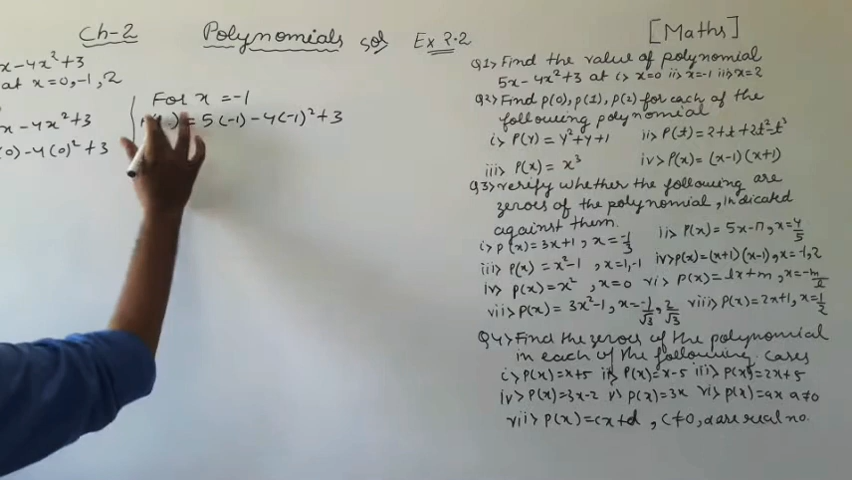 Ch-2 Polynomials sol Ex 2.2 [Maths]
x-4x²+3
at x=0,-1,2
x-4x²+3
(0)-4(0)²+3
For x=-1
=5(-1)-4(-1)²+3
Q1> Find the value of polynomial
5x-4x²+3 at i> x=0 ii> x=-1 iii> x=2
Q2> Find p(0), p(1), p(2) for each of the
following polynomial
i> P(y)=y²+y+1 ii> P(t)=2+t+2t²-t³
iii> P(x)=x³ iv> P(x)=(x-1)(x+1)
Q3> verify whether the following are
zeroes of the polynomial, indicated
against them.
i> p(x)=3x+1, x=-1/3 ii> P(x)=5x-π, x=4/5
iii> P(x)=x²-1, x=1,-1 iv> p(x)=(x+1)(x-1), x=-1,2
iv> P(x)=x², x=0 vi> P(x)=lx+m, x=-m/l
vii> P(x)=3x²-1, x=-1/√3, 2/√3 viii> P(x)=2x+1, x=1/2
Q4> Find the zeroes of the polynomial
in each of the following cases
i> P(x)=x+5 ii> P(x)=x-5 iii> P(x)=2x+5
iv> P(x)=3x-2 v> P(x)=3x vi> P(x)=ax a≠0
vii> P(x)=cx+d, c≠0, d are real no.